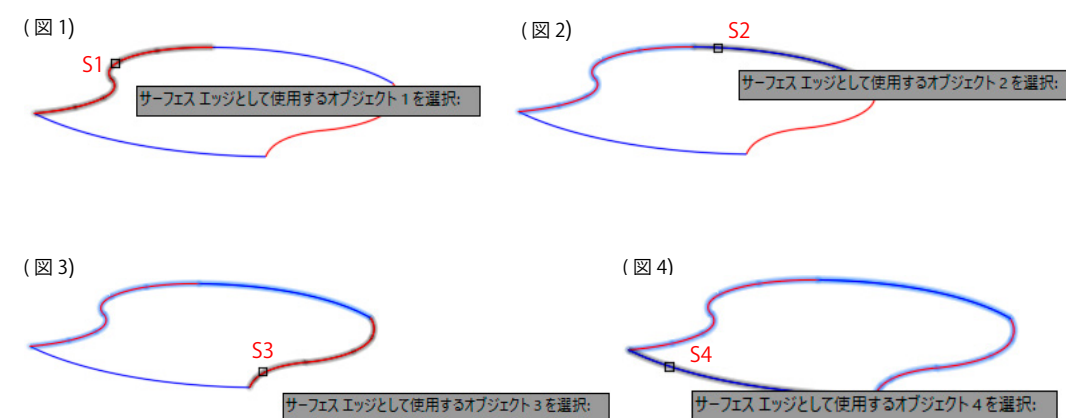 ( 図 1)
S1
サーフェス エッジとして使用するオブジェクト 1 を選択:
( 図 2)
S2
サーフェス エッジとして使用するオブジェクト 2 を選択:
( 図 3)
S3
サーフェス エッジとして使用するオブジェクト 3 を選択:
( 図 4)
S4
サーフェス エッジとして使用するオブジェクト 4 を選択: